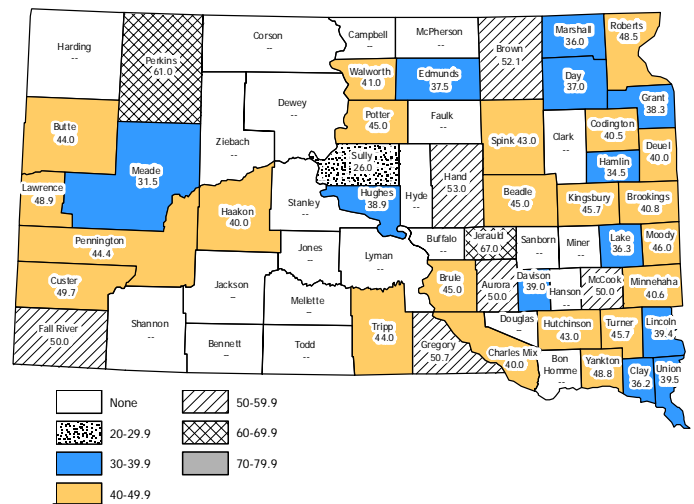 Harding
--
Perkins
61.0
Corson
--
Campbell
--
McPherson
--
Brown
52.1
Marshall
36.0
Roberts
48.5
Walworth
41.0
Edmunds
37.5
Day
37.0
Grant
38.3
Butte
44.0
Dewey
--
Potter
45.0
Faulk
--
Spink 43.0
Clark
--
Codington
40.5
Deuel
40.0
Ziebach
--
Meade
31.5
Sully
26.0
Hamlin
34.5
Lawrence
48.9
Haakon
40.0
Stanley
--
Hughes
38.9
Hyde
--
Hand
53.0
Beadle
45.0
Kingsbury
45.7
Brookings
40.8
Pennington
44.4
Jones
--
Lyman
--
Buffalo
--
Jerauld
67.0
Sanborn
--
Miner
--
Lake
36.3
Moody
46.0
Custer
49.7
Jackson
--
Mellette
--
Brule
45.0
Aurora
50.0
Davison
39.0
Hanson
--
McCook
50.0
Minnehaha
40.6
Fall River
50.0
Shannon
--
Bennett
--
Todd
--
Tripp
44.0
Gregory
50.7
Douglas
--
Charles Mix
40.0
Hutchinson
43.0
Turner
45.7
Lincoln
39.4
Bon
Homme
--
Yankton
48.8
Clay
36.2
Union
39.5
None
20-29.9
30-39.9
40-49.9
50-59.9
60-69.9
70-79.9